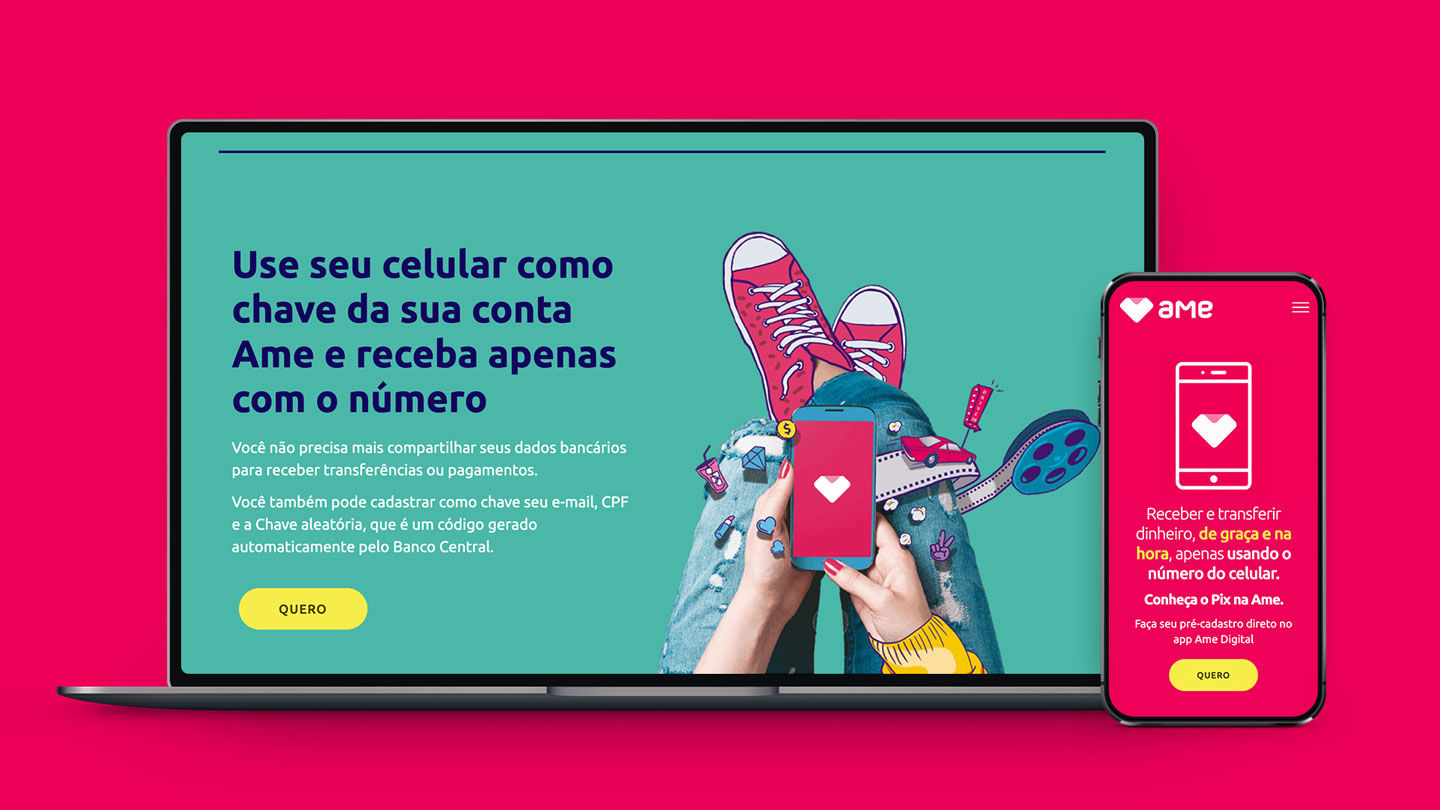 Use seu celular como
chave da sua conta
Ame e receba apenas
com o número
Você não precisa mais compartilhar seus dados bancários
para receber transferências ou pagamentos.
Você também pode cadastrar como chave seu e-mail, CPF
e a Chave aleatória, que é um código gerado
automaticamente pelo Banco Central.
QUERO
$
ame
Receber e transferir
dinheiro, de graça e na
hora, apenas usando o
número do celular.
Conheça o Pix na Ame.
Faça seu pré-cadastro direto no
app Ame Digital
QUERO